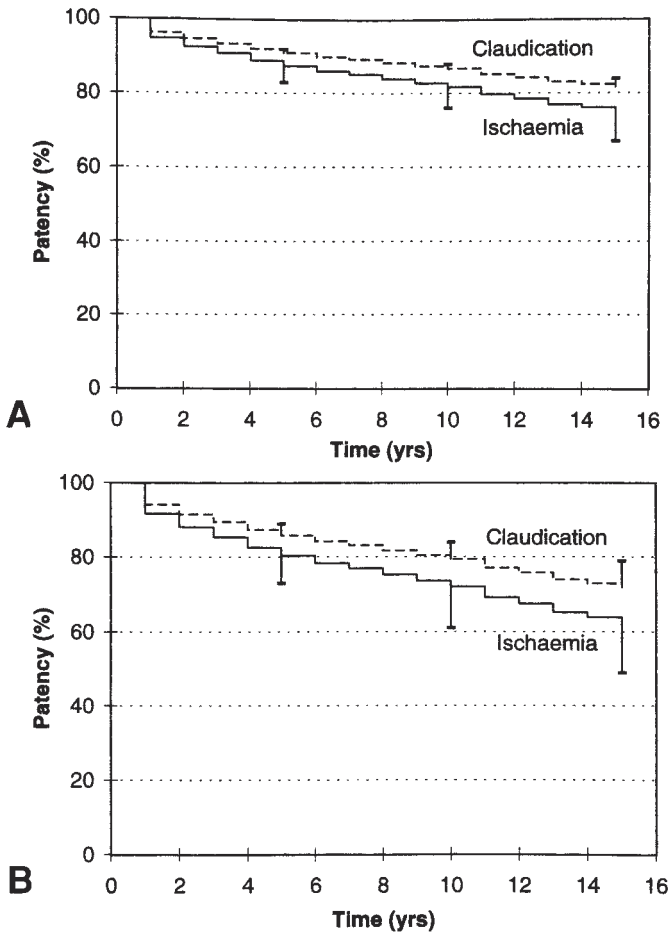 100
80
60
40
20
0
Patency (%)
Claudication
Ischaemia
0 2 4 6 8 10 12 14 16
Time (yrs)
A
100
80
60
40
20
0
Patency (%)
Claudication
Ischaemia
0 2 4 6 8 10 12 14 16
Time (yrs)
B